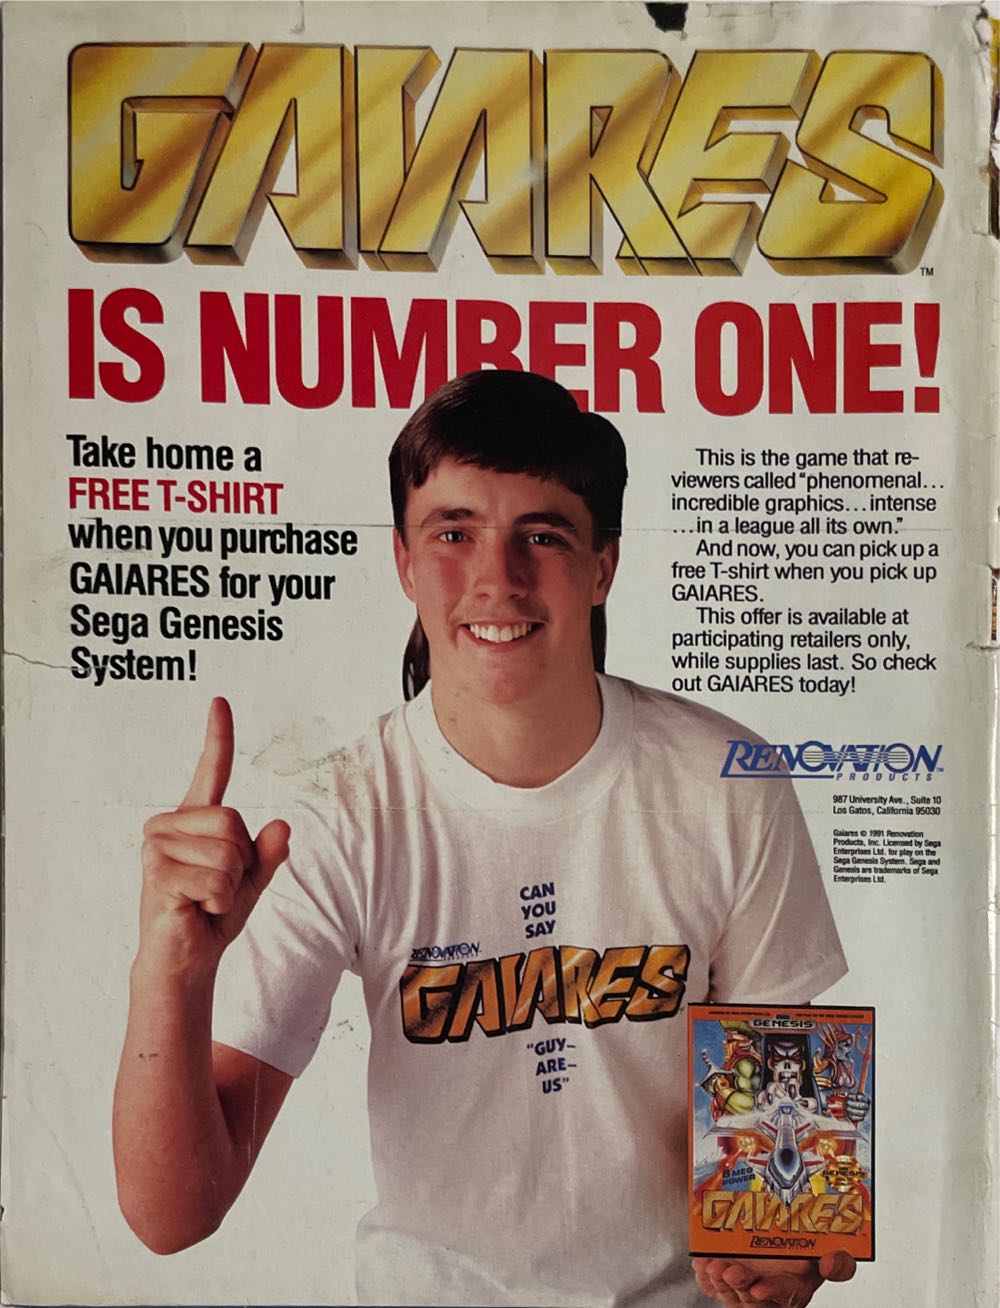 GAIARES
TM
IS NUMBER ONE!
Take home a
FREE T-SHIRT
when you purchase
GAIARES for your
Sega Genesis
System!
This is the game that re-
viewers called "phenomenal...
incredible graphics...intense
...in a league all its own."
And now, you can pick up a
free T-shirt when you pick up
GAIARES.
This offer is available at
participating retailers only,
while supplies last. So check
out GAIARES today!
RENOVATION
PRODUCTS
987 University Ave., Suite 10
Los Gatos, California 95030
Gaiares © 1991 Renovation
Products, Inc. Licensed by Sega
Enterprises Ltd. for play on the
Sega Genesis System. Sega and
Genesis are trademarks of Sega
Enterprises Ltd.
CAN
YOU
SAY
RENOVATION
GAIARES
"GUY-
ARE-
US"
SEGA
GENESIS
8 MEG
POWER
GENESIS
GAIARES
RENOVATION